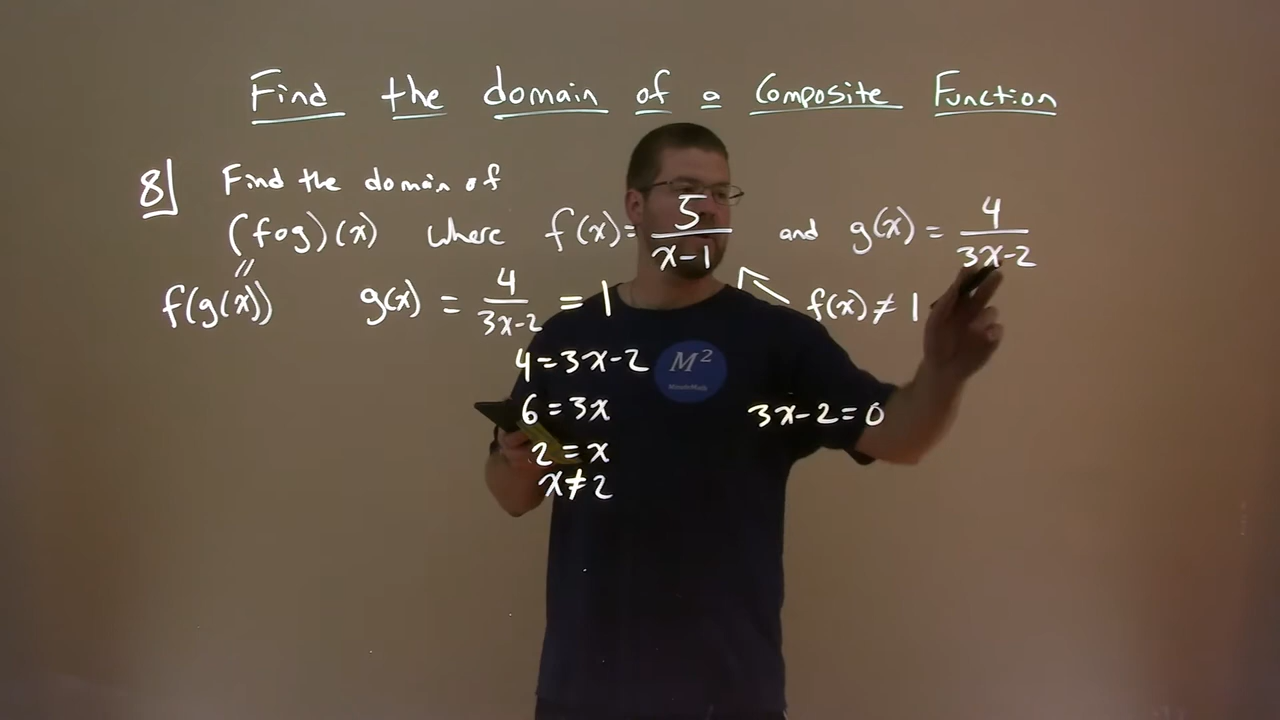 Find the domain of a Composite Function
8] Find the domain of
(fog)(x) where f(x)= 5/(x-1) and g(x) = 4/(3x-2)
//
f(g(x)) g(x) = 4/(3x-2) = 1 f(x) ≠ 1
4=3x-2
6=3x 3x-2=0
2=x
x≠2
M²